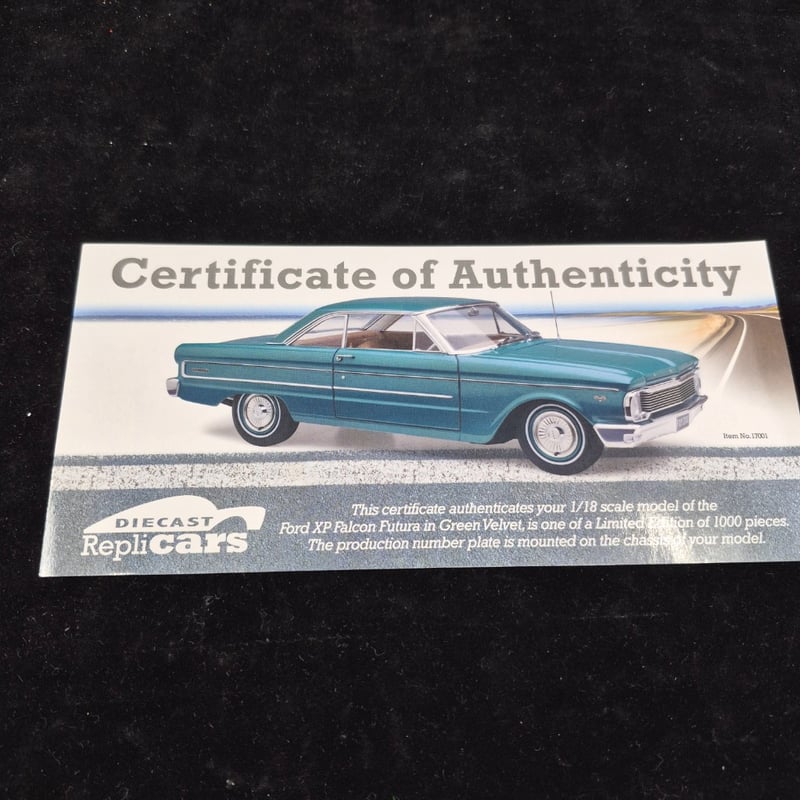 Certificate of Authenticity
Item No. 17001
DIECAST
Replicars
This certificate authenticates your 1/18 scale model of the
Ford XP Falcon Futura in Green Velvet, is one of a Limited Edition of 1000 pieces.
The production number plate is mounted on the chassis of your model.